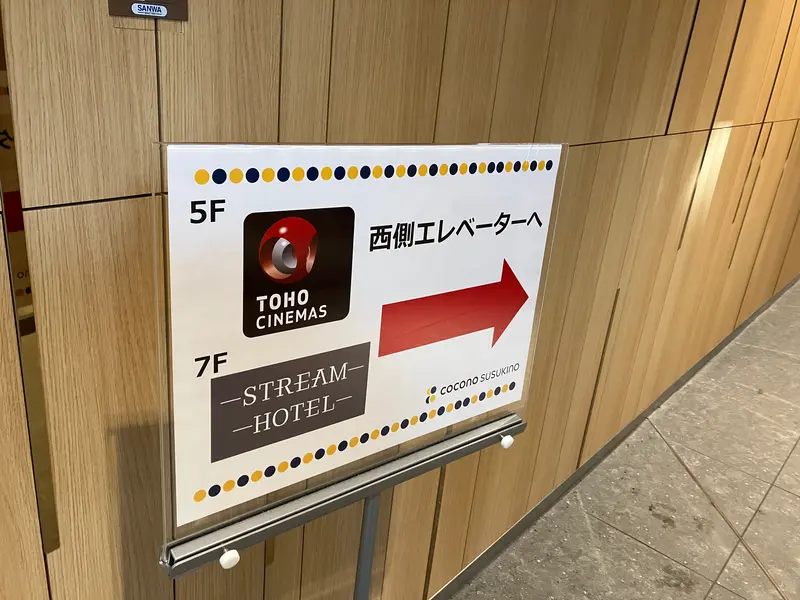 SANWA
5F
TOHO
CINEMAS
西側エレベーターへ
7F
STREAM
HOTEL
cocono SUSUKINO